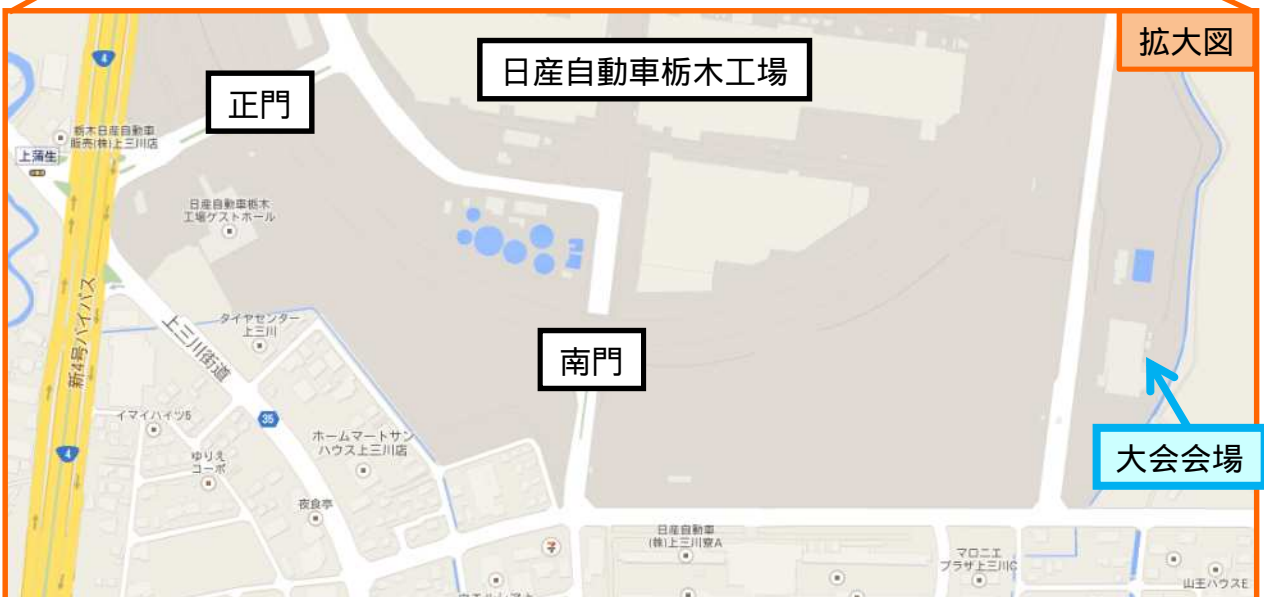 拡大図
日産自動車栃木工場
4
正門
栃木日産自動車
販売(株)上三川店
上蒲生
日産自動車栃木
工場ゲストホール
新4号バイパス
上三川街道
タイヤセンター
上三川
南門
イマイハイツ5
35
ホームマートサン
ハウス上三川店
大会会場
4
ゆりえ
コーポ
夜食亭
日産自動車
(株)上三川寮A
マロニエ
プラザ上三川C
山王ハウスE